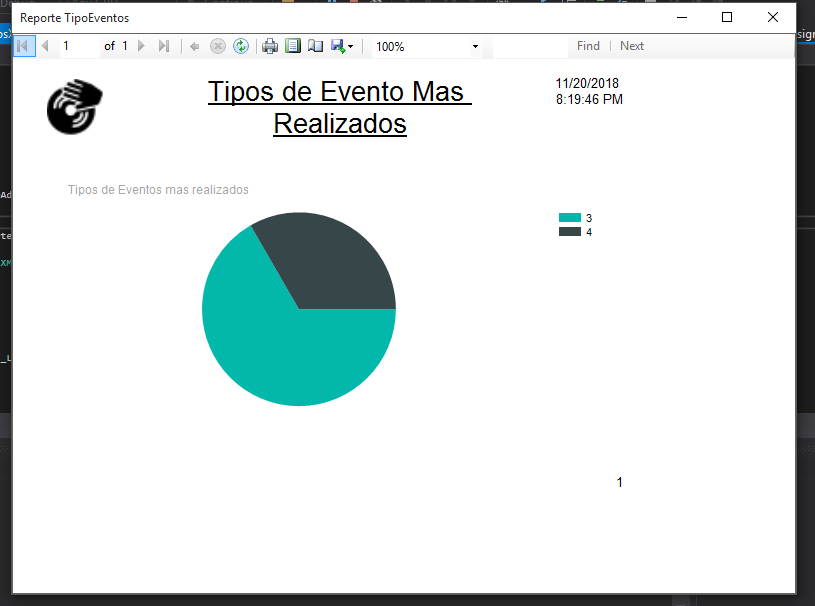 Reporte TipoEventos
1 of 1 100% Find Next
Tipos de Evento Mas
Realizados
11/20/2018
8:19:46 PM
Tipos de Eventos mas realizados
3
4
1